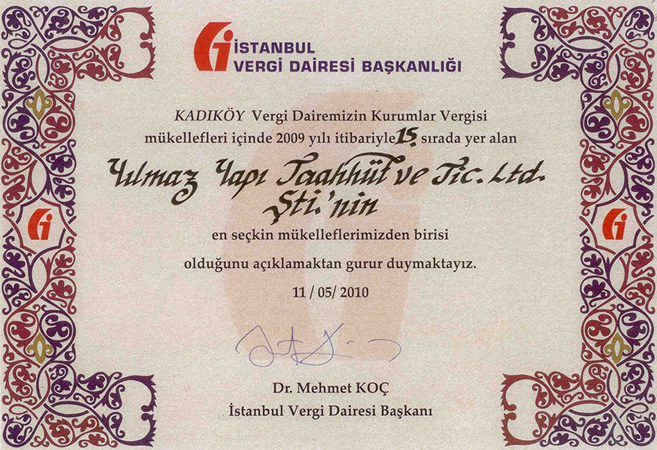 İSTANBUL
VERGİ DAİRESİ BAŞKANLIĞI
KADIKÖY Vergi Dairemizin Kurumlar Vergisi
mükellefleri içinde 2009 yılı itibariyle 15. sırada yer alan
Yılmaz Yapı Taahhüt ve Tic. Ltd.
Şti.'nin
en seçkin mükelleflerimizden birisi
olduğunu açıklamaktan gurur duymaktayız.
11 / 05/ 2010
Dr. Mehmet KOÇ
İstanbul Vergi Dairesi Başkanı